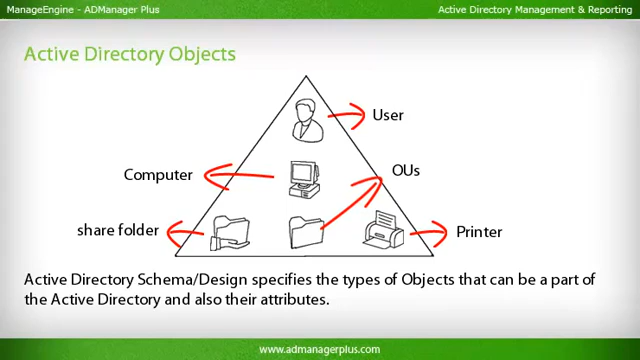 ManageEngine - ADManager Plus
Active Directory Management & Reporting
Active Directory Objects
User
Computer
OUs
share folder
Printer
Active Directory Schema/Design specifies the types of Objects that can be a part of
the Active Directory and also their attributes.
www.admanagerplus.com